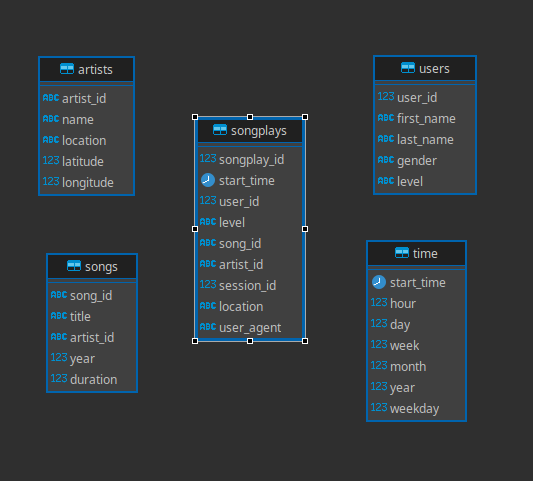 artists
ABC artist_id
ABC name
ABC location
123 latitude
123 longitude
songplays
123 songplay_id
start_time
123 user_id
ABC level
ABC song_id
ABC artist_id
123 session_id
ABC location
ABC user_agent
users
123 user_id
ABC first_name
ABC last_name
ABC gender
ABC level
songs
ABC song_id
ABC title
ABC artist_id
123 year
123 duration
time
start_time
123 hour
123 day
123 week
123 month
123 year
123 weekday